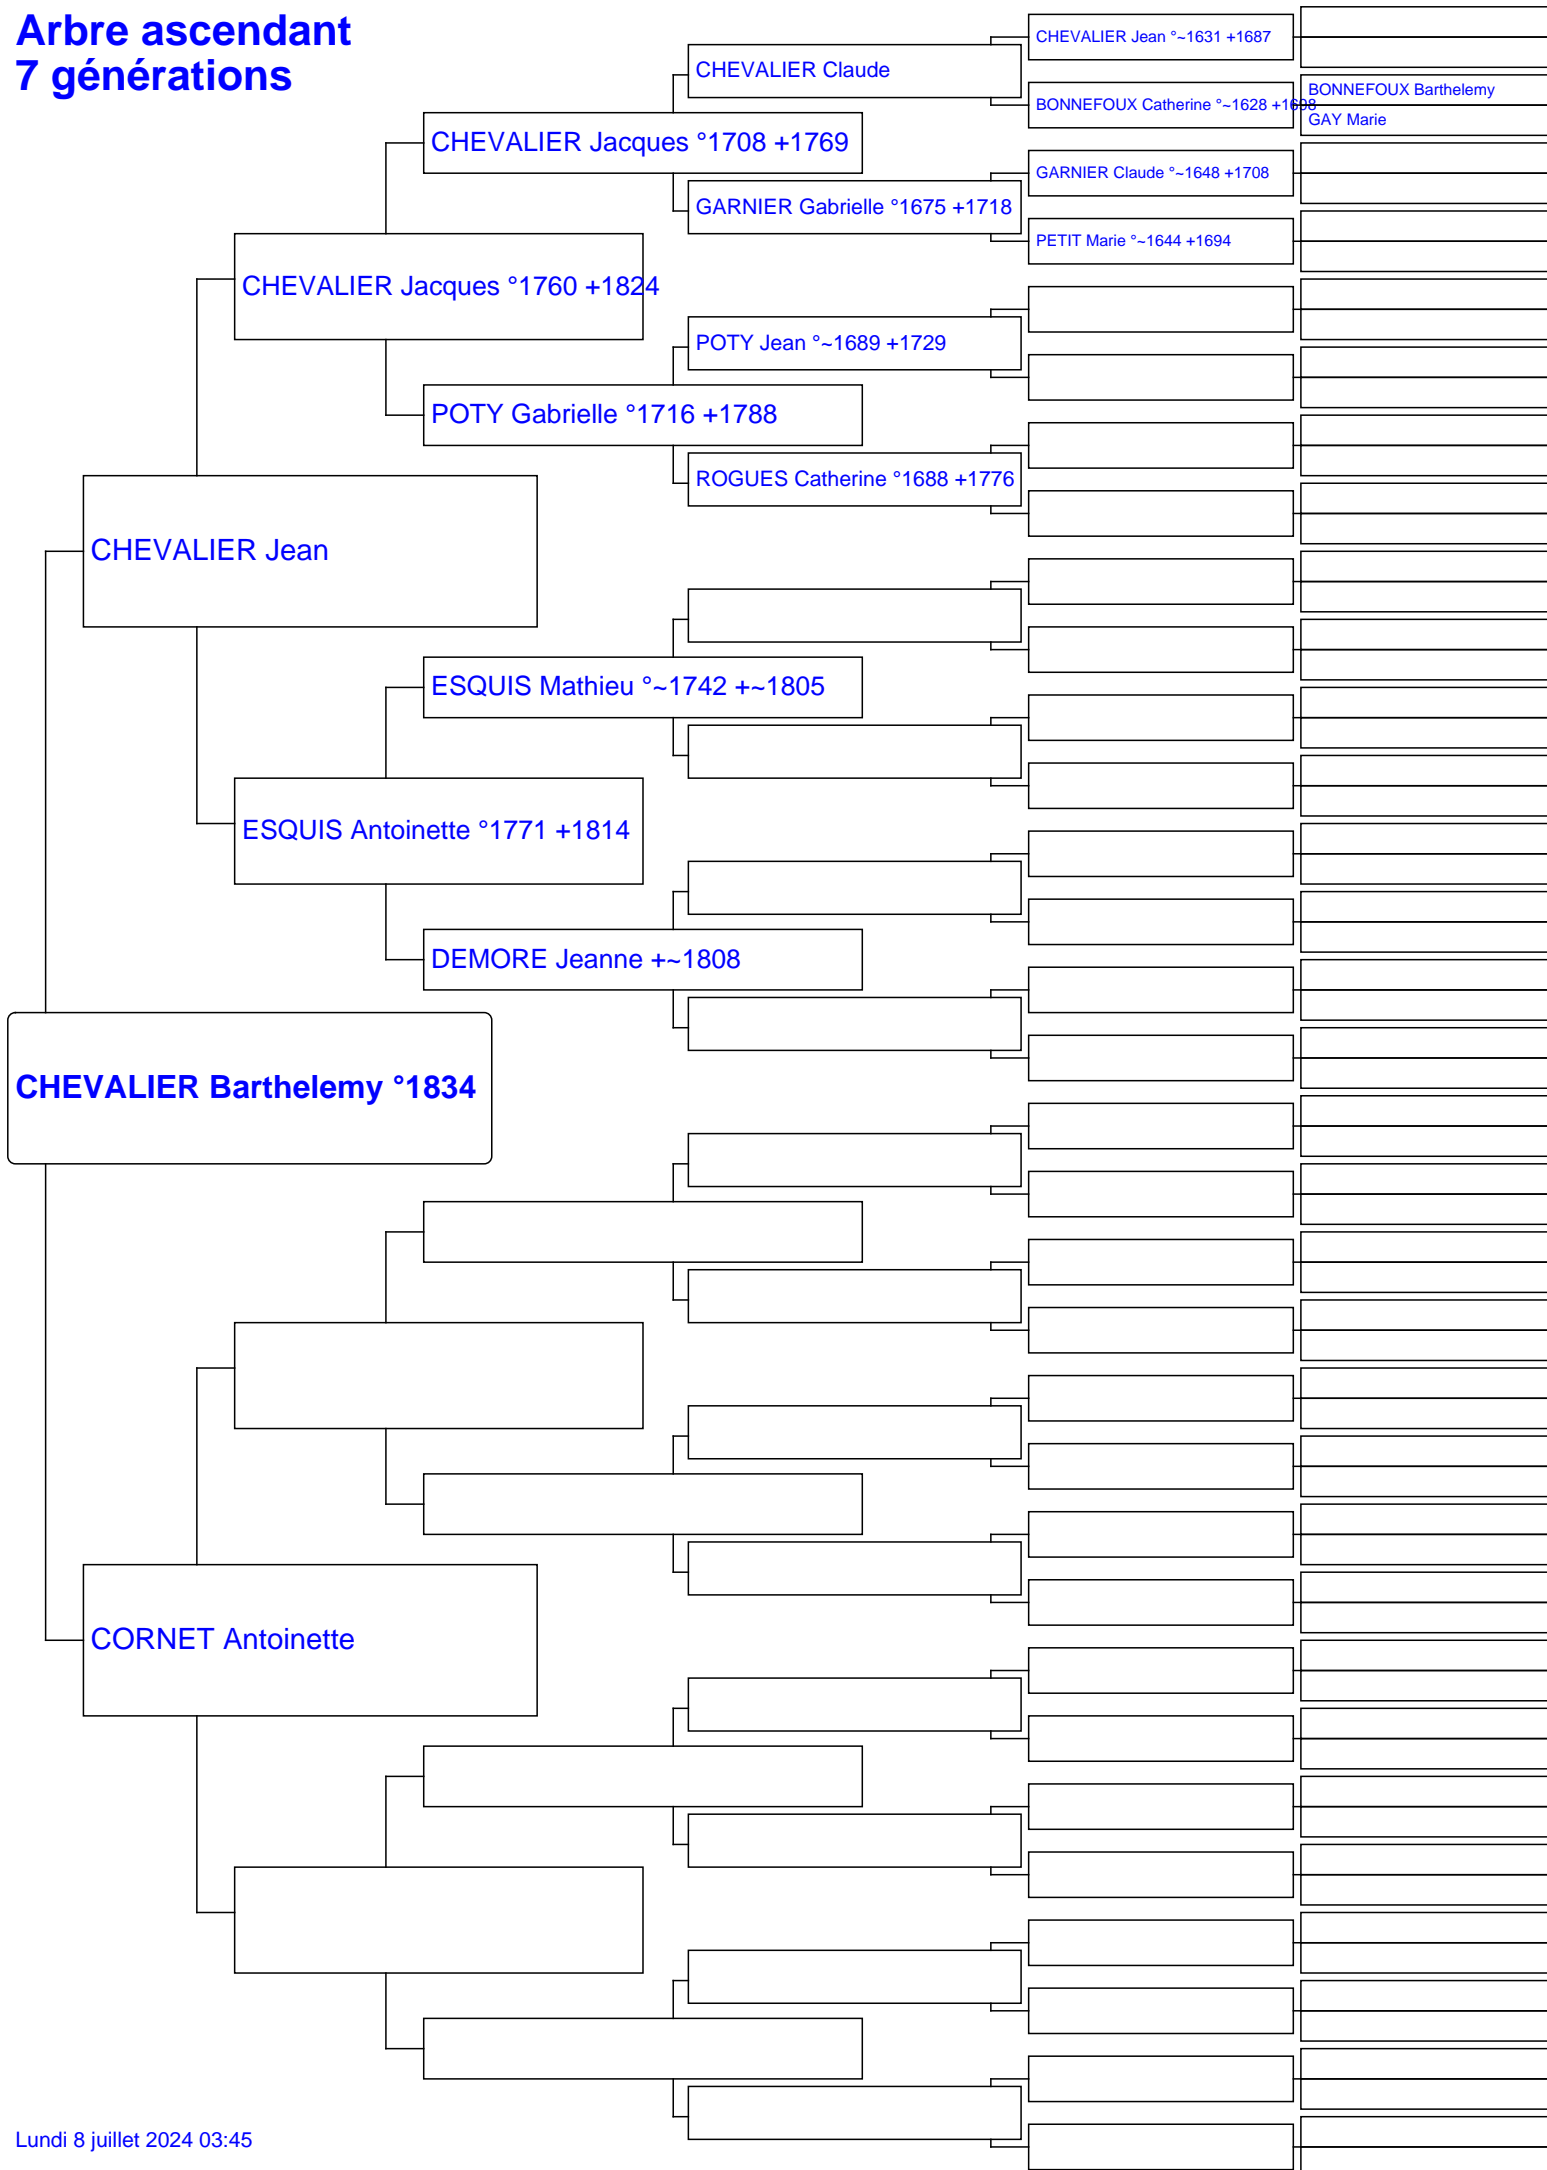 Arbre ascendant
7 générations
CHEVALIER Jean °~1631 +1687
CHEVALIER Claude
BONNEFOUX Barthelemy
BONNEFOUX Catherine °~1628 +1698
GAY Marie
CHEVALIER Jacques °1708 +1769
GARNIER Claude °~1648 +1708
GARNIER Gabrielle °1675 +1718
PETIT Marie °~1644 +1694
CHEVALIER Jacques °1760 +1824
POTY Jean °~1689 +1729
POTY Gabrielle °1716 +1788
ROGUES Catherine °1688 +1776
CHEVALIER Jean
ESQUIS Mathieu °~1742 +~1805
ESQUIS Antoinette °1771 +1814
DEMORE Jeanne +~1808
CHEVALIER Barthelemy °1834
CORNET Antoinette
Lundi 8 juillet 2024 03:45